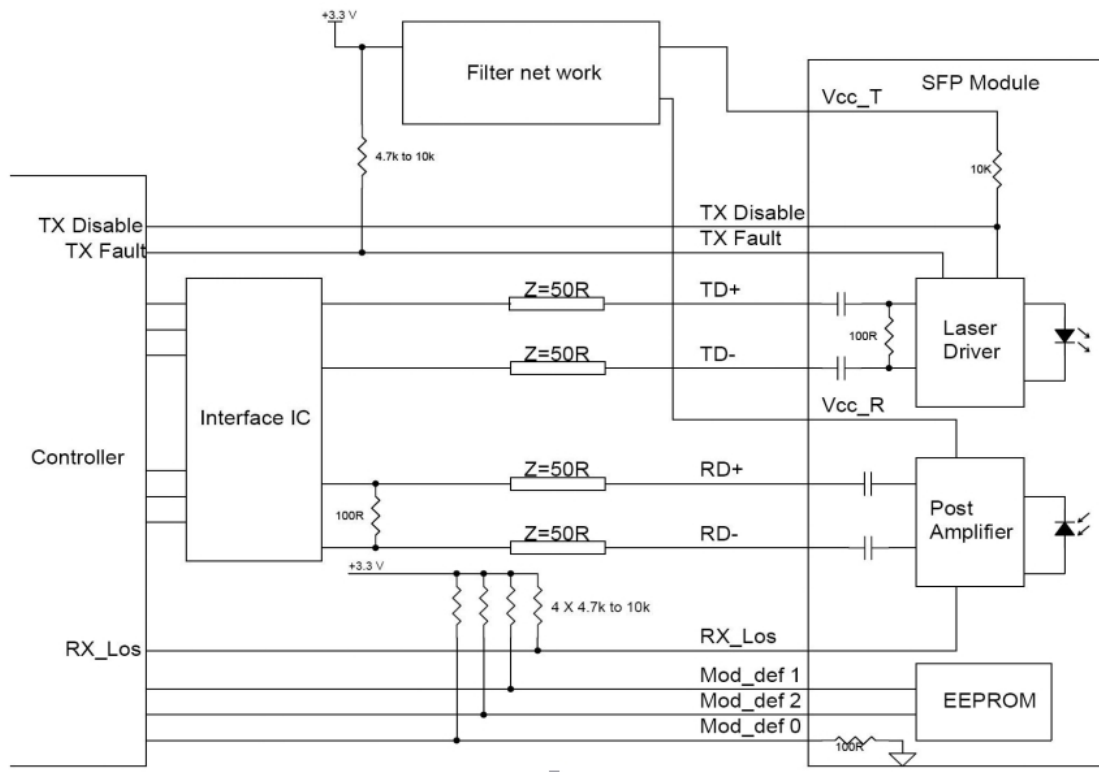 +3.3 V
Filter net work
SFP Module
Vcc_T
4.7k to 10k
10K
TX Disable
TX Disable
TX Fault
TX Fault
Z=50R
TD+
Laser
Driver
100R
Z=50R
TD-
Vcc_R
Interface IC
Controller
Z=50R
RD+
100R
Post
Amplifier
Z=50R
RD-
+3.3 V
4 X 4.7k to 10k
RX_Los
RX_Los
Mod_def 1
EEPROM
Mod_def 2
Mod_def 0
100R